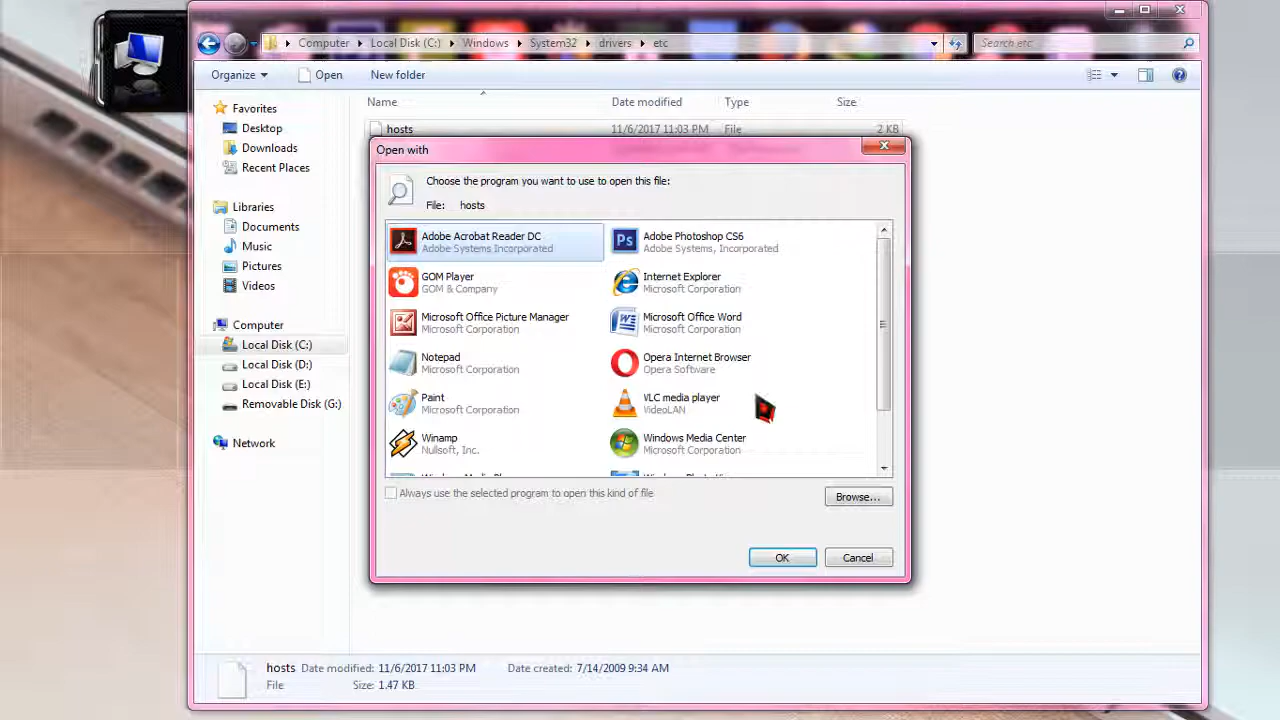 Computer Local Disk (C:) Windows System32 drivers etc Search etc
Organize Open New folder
Name Date modified Type Size
hosts 11/6/2017 11:03 PM File 2 KB
Favorites
Desktop
Downloads
Recent Places
Libraries
Documents
Music
Pictures
Videos
Computer
Local Disk (C:)
Local Disk (D:)
Local Disk (E:)
Removable Disk (G:)
Network
Open with
Choose the program you want to use to open this file:
File: hosts
Adobe Acrobat Reader DC
Adobe Systems Incorporated
Adobe Photoshop CS6
Adobe Systems, Incorporated
GOM Player
GOM & Company
Internet Explorer
Microsoft Corporation
Microsoft Office Picture Manager
Microsoft Corporation
Microsoft Office Word
Microsoft Corporation
Notepad
Microsoft Corporation
Opera Internet Browser
Opera Software
Paint
Microsoft Corporation
VLC media player
VideoLAN
Winamp
Nullsoft, Inc.
Windows Media Center
Microsoft Corporation
Always use the selected program to open this kind of file
Browse...
OK Cancel
hosts Date modified: 11/6/2017 11:03 PM Date created: 7/14/2009 9:34 AM
File Size: 1.47 KB